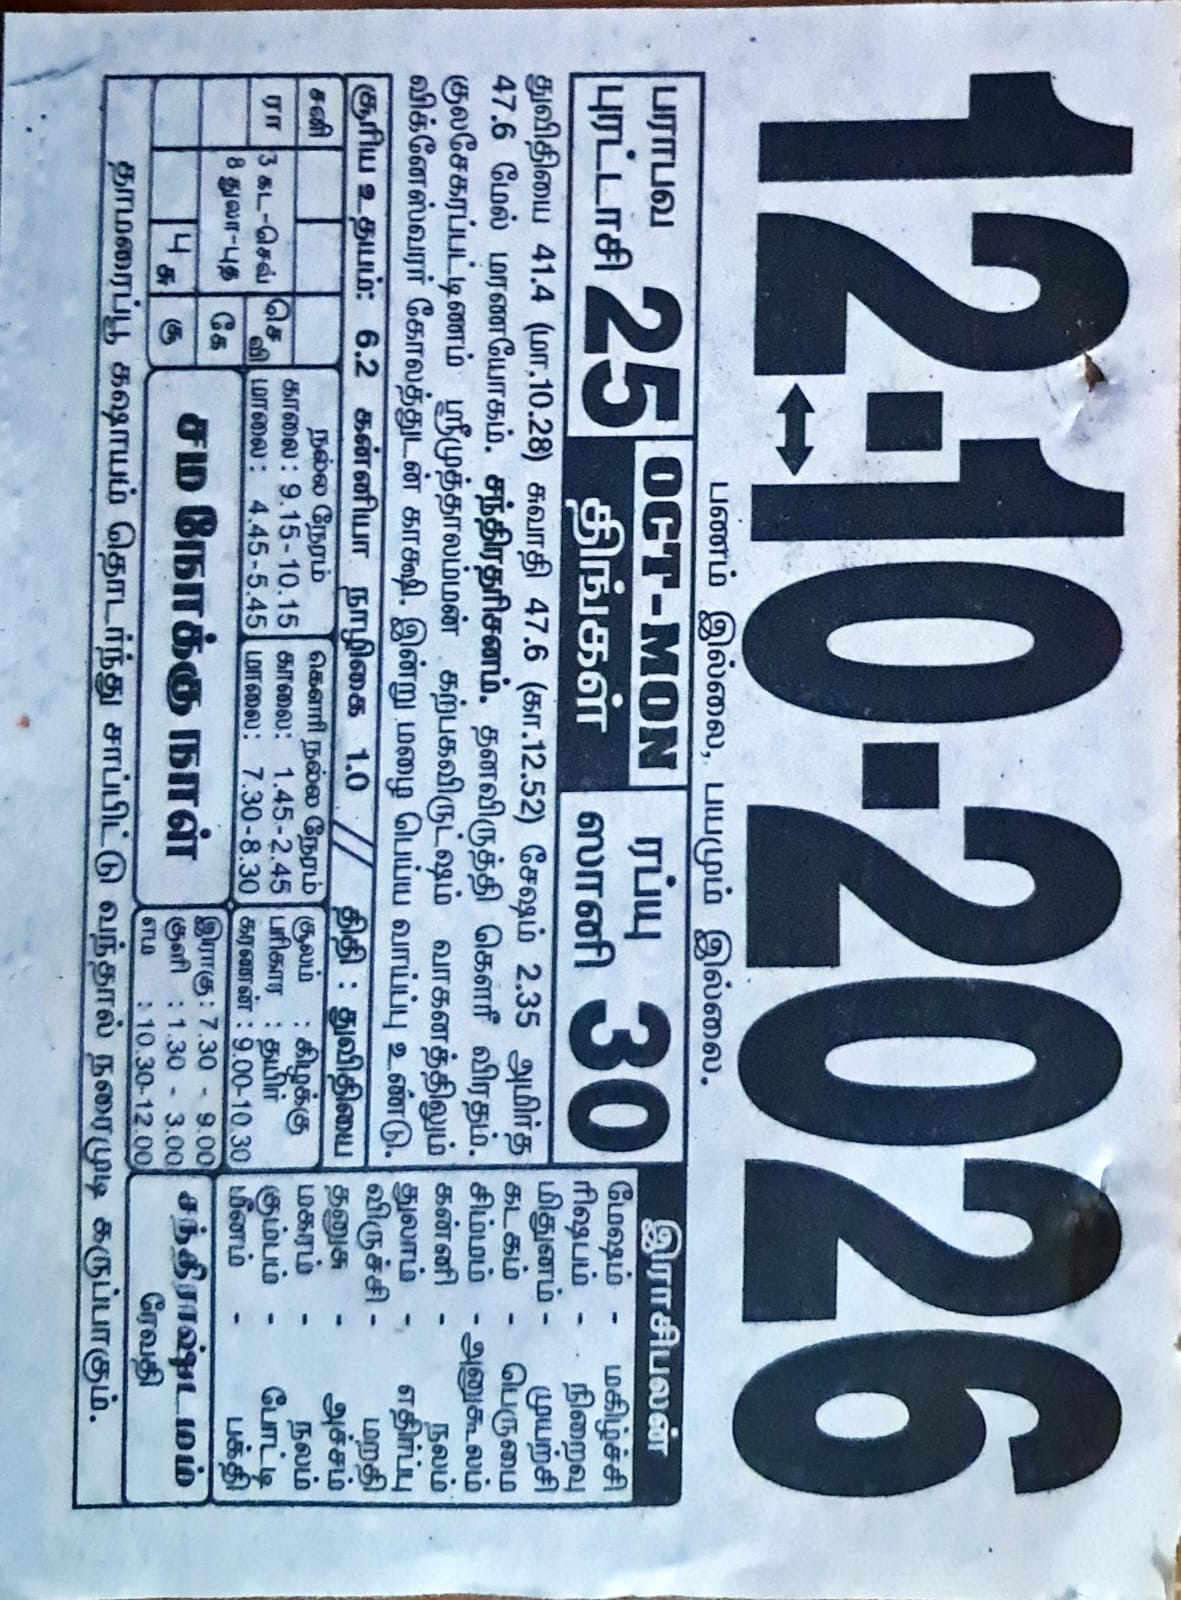 12-10-2026
பணம் இல்லை, பயமும் இல்லை.
பராபவ
புரட்டாசி 25
OCT-MON
திங்கள்
ரப்யு
ஸானி 30
துவிதியை 41.4 (மா.10.28) சுவாதி 47.6 (கா.12.52) சேஷம் 2.35 அமிர்த
47.6 மேல் மரணயோகம். சந்திரதரிசனம். தனவிருத்தி கௌரீ விரதம்.
குலசேகரப்பட்டிணம் ஸ்ரீமுத்தாலம்மன் கற்பகவிருட்ஷம் வாகனத்திலும்
விக்னேஸ்வரர் கோலத்துடன் காக்ஷி. இன்று மழை பெய்ய வாய்ப்பு உண்டு.
சூரிய உதயம்: 6.2 கன்னியா நாழிகை 1.0 // திதி : துவிதியை
சனி
ரா
3 கட-செவ்
8 துலா-புத
4
சு
செ
வி
கே
கு
நல்ல நேரம்
காலை: 9.15-10.15
மாலை: 4.45-5.45
கௌரி நல்ல நேரம்
காலை: 1.45-2.45
மாலை: 7.30-8.30
சூலம் : கிழக்கு
பரிகார : தயிர்
கரணன் : 9.00-10.30
சம நோக்கு நாள்
இராகு : 7.30 - 9.00
குளி : 1.30 - 3.00
எம : 10.30-12.00
இராசிபலன்
மேஷம் - மகிழ்ச்சி
ரிஷபம் - நிறைவு
மிதுனம் - முயற்சி
கடகம் - பெருமை
சிம்மம் - அனுகூலம்
கன்னி - நலம்
துலாம் - எதிர்ப்பு
விருச்சி - மறதி
தனுசு - அச்சம்
மகரம் - நலம்
கும்பம் - போட்டி
மீனம் - பக்தி
சந்திராஷ்டமம்
ரேவதி
தாமரைப்பூ கஷாயம் தொடர்ந்து சாப்பிட்டு வந்தால் நரைமுடி கருப்பாகும்.